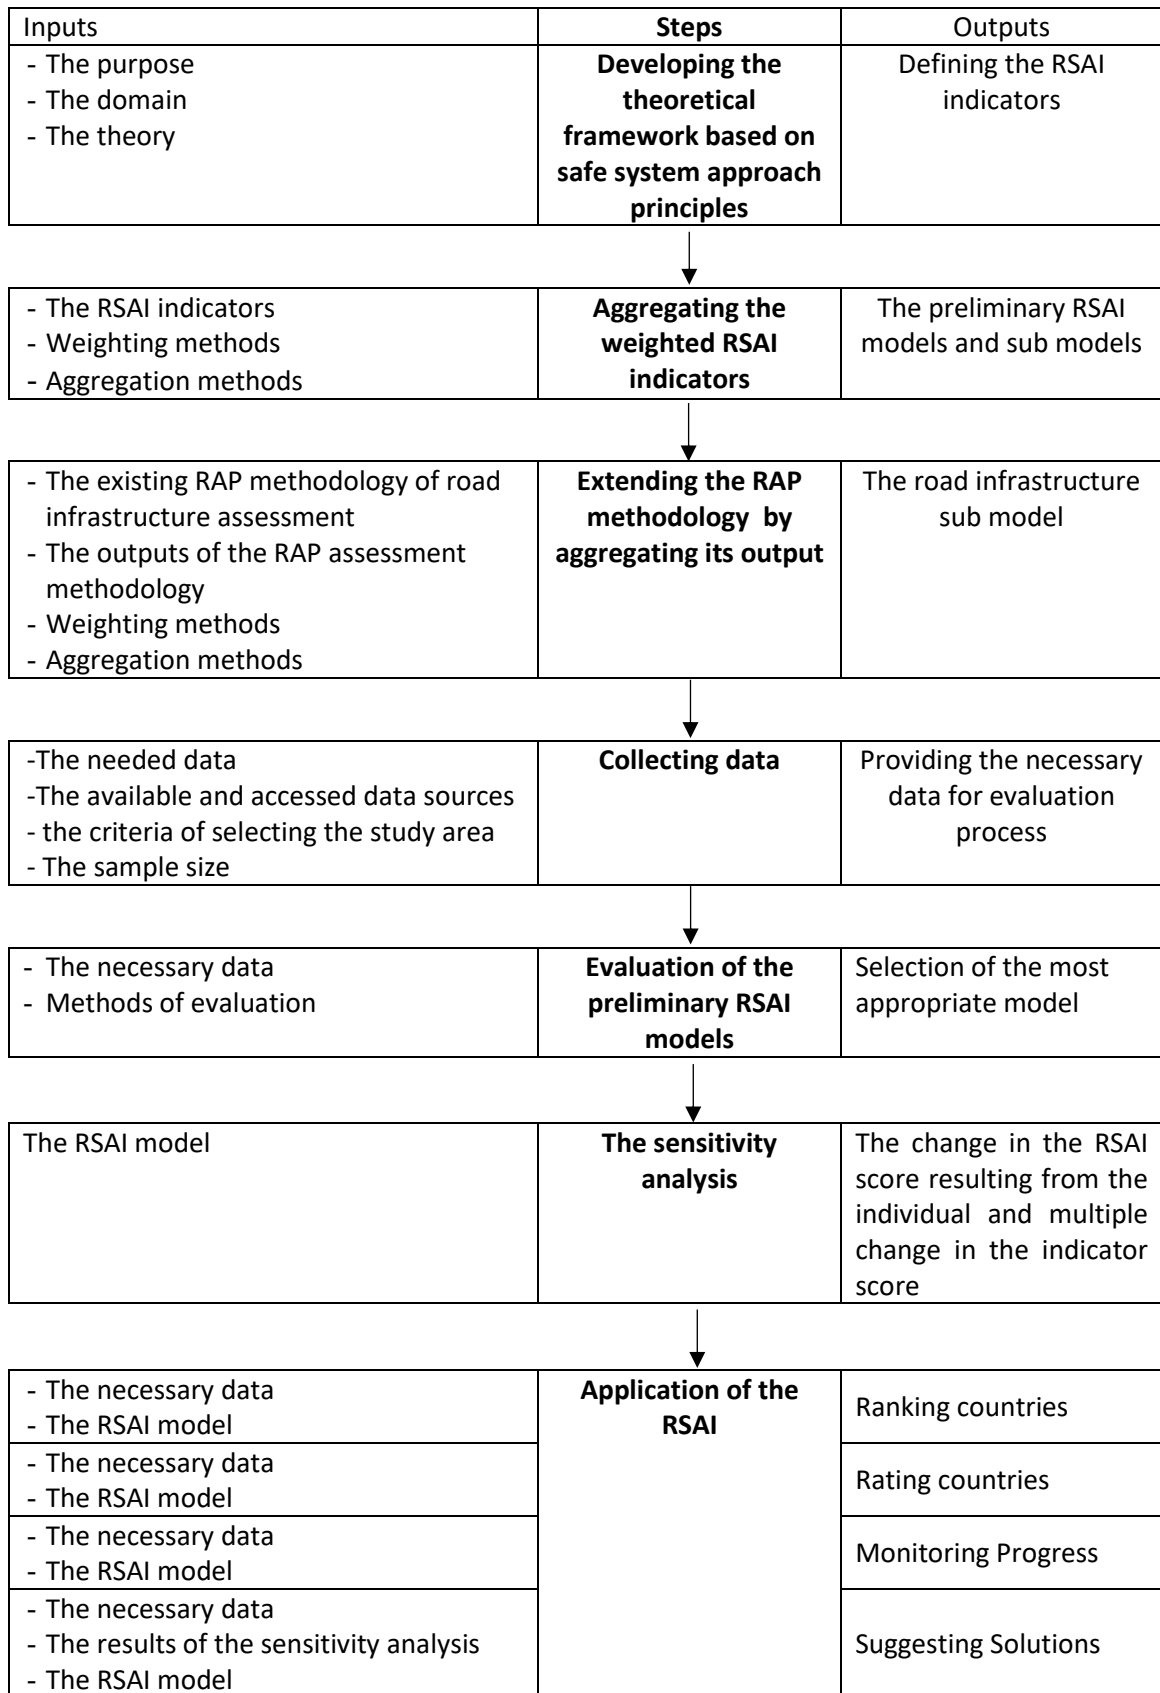 Inputs
Steps
Outputs
- The purpose
- The domain
- The theory
Developing the
theoretical
framework based on
safe system approach
principles
Defining the RSAI
indicators
- The RSAI indicators
- Weighting methods
- Aggregation methods
Aggregating the
weighted RSAI
indicators
The preliminary RSAI
models and sub models
- The existing RAP methodology of road
infrastructure assessment
- The outputs of the RAP assessment
methodology
- Weighting methods
- Aggregation methods
Extending the RAP
methodology by
aggregating its output
The road infrastructure
sub model
-The needed data
-The available and accessed data sources
- the criteria of selecting the study area
- The sample size
Collecting data
Providing the necessary
data for evaluation
process
- The necessary data
- Methods of evaluation
Evaluation of the
preliminary RSAI
models
Selection of the most
appropriate model
The RSAI model
The sensitivity
analysis
The change in the RSAI
score resulting from the
individual and multiple
change in the indicator
score
- The necessary data
- The RSAI model
Application of the
RSAI
Ranking countries
- The necessary data
- The RSAI model
Rating countries
- The necessary data
- The RSAI model
Monitoring Progress
- The necessary data
- The results of the sensitivity analysis
- The RSAI model
Suggesting Solutions